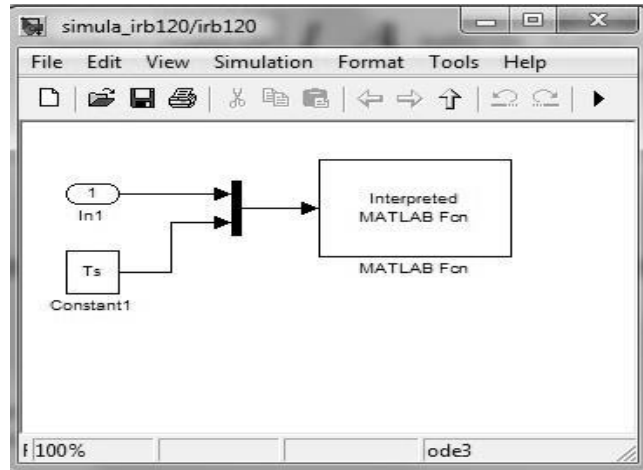 simula_irb120/irb120
File Edit View Simulation Format Tools Help
1
In1
Ts
Constant1
Interpreted
MATLAB Fcn
MATLAB Fcn
100%
ode3